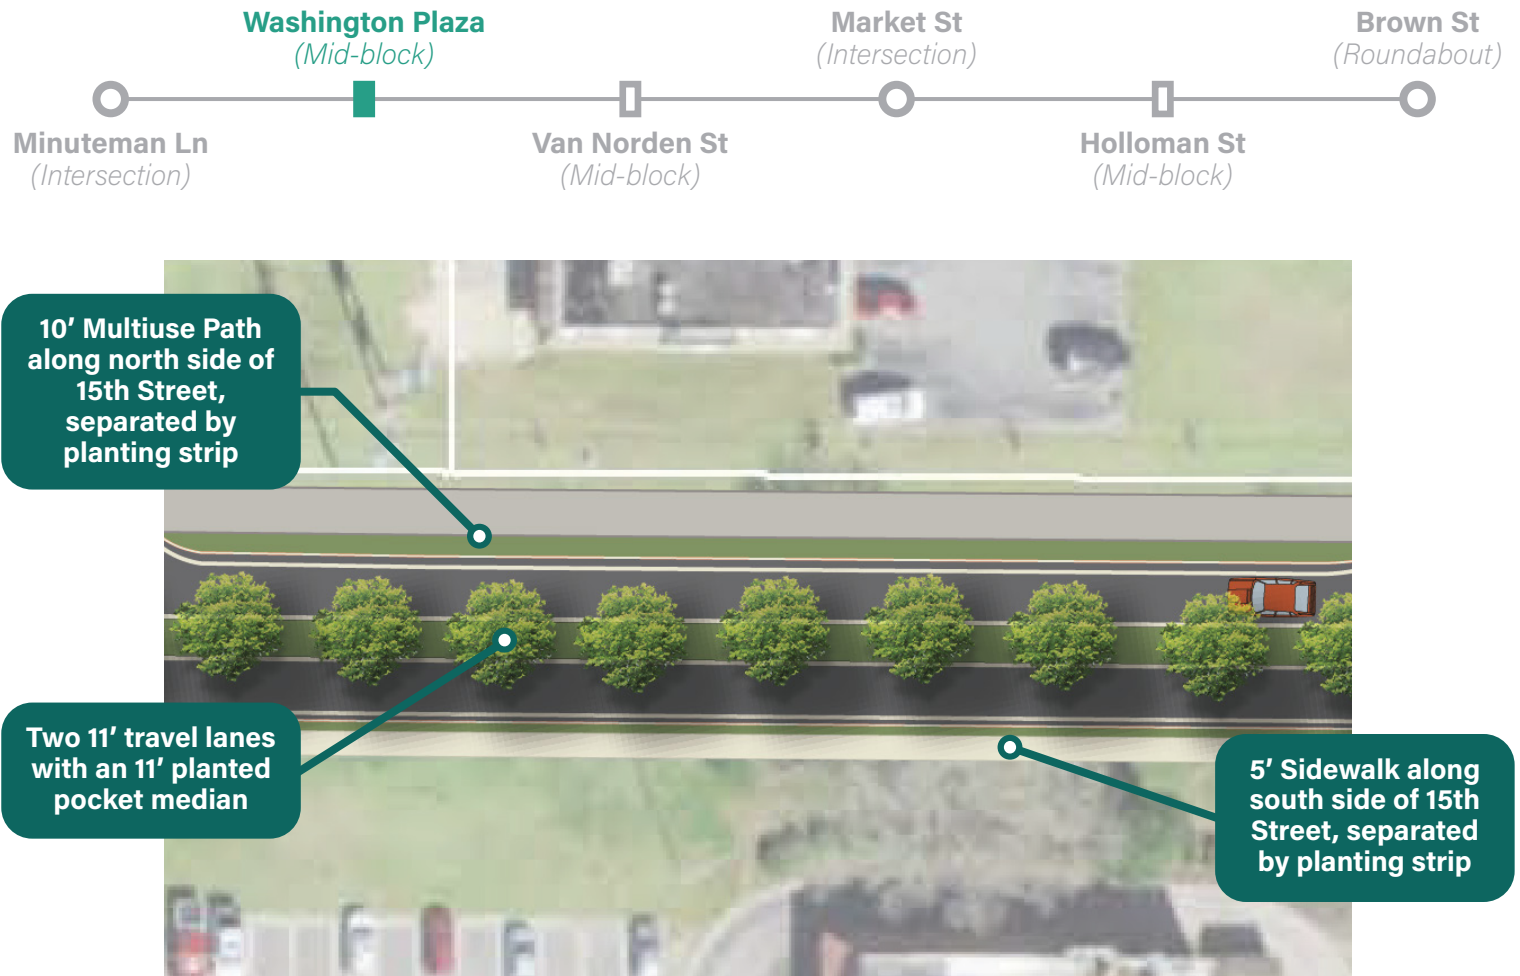 Washington Plaza
(Mid-block)
Market St
(Intersection)
Brown St
(Roundabout)
Minuteman Ln
(Intersection)
Van Norden St
(Mid-block)
Holloman St
(Mid-block)
10′ Multiuse Path
along north side of
15th Street,
separated by
planting strip
Two 11′ travel lanes
with an 11′ planted
pocket median
5′ Sidewalk along
south side of 15th
Street, separated
by planting strip